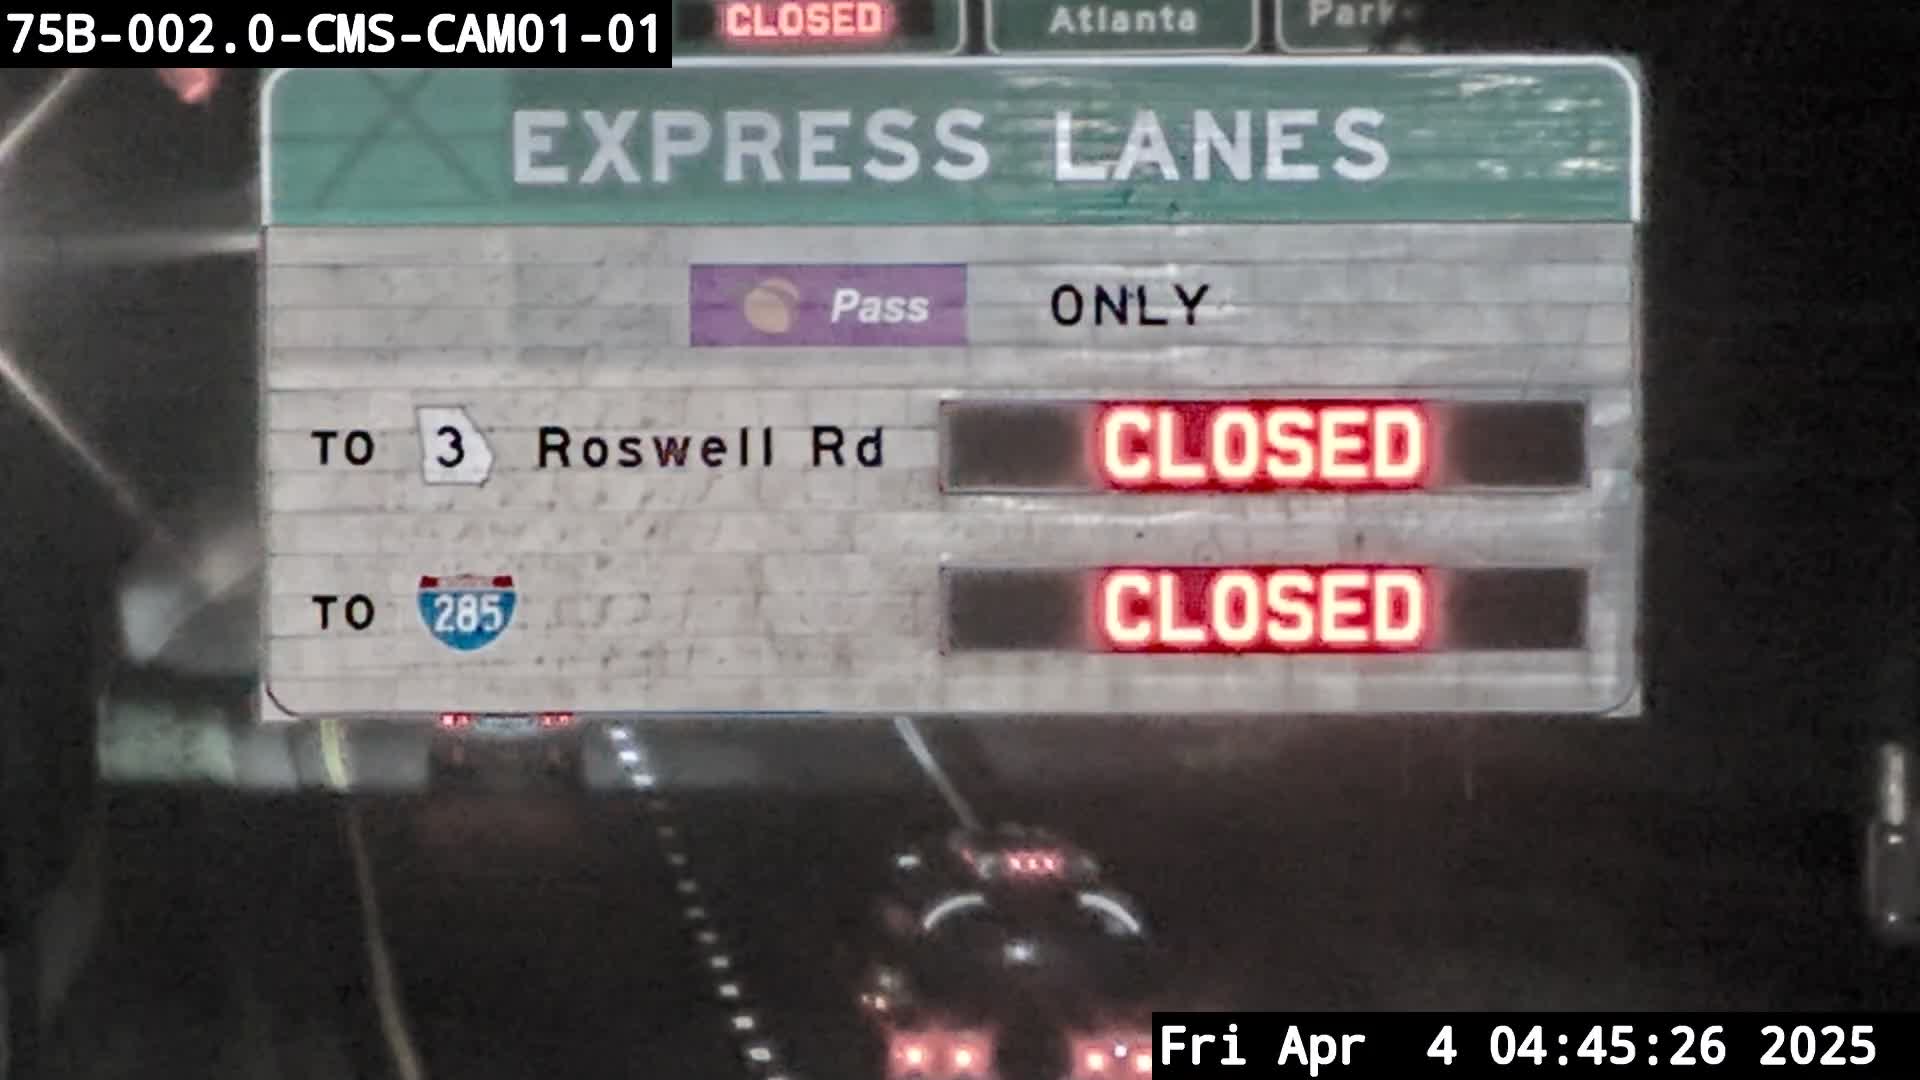 75B-002.0-CMS-CAM01-01
CLOSED
Atlanta
Park
EXPRESS LANES
Pass ONLY
TO 3 Roswell Rd CLOSED
TO 285 CLOSED
Fri Apr 4 04:45:26 2025